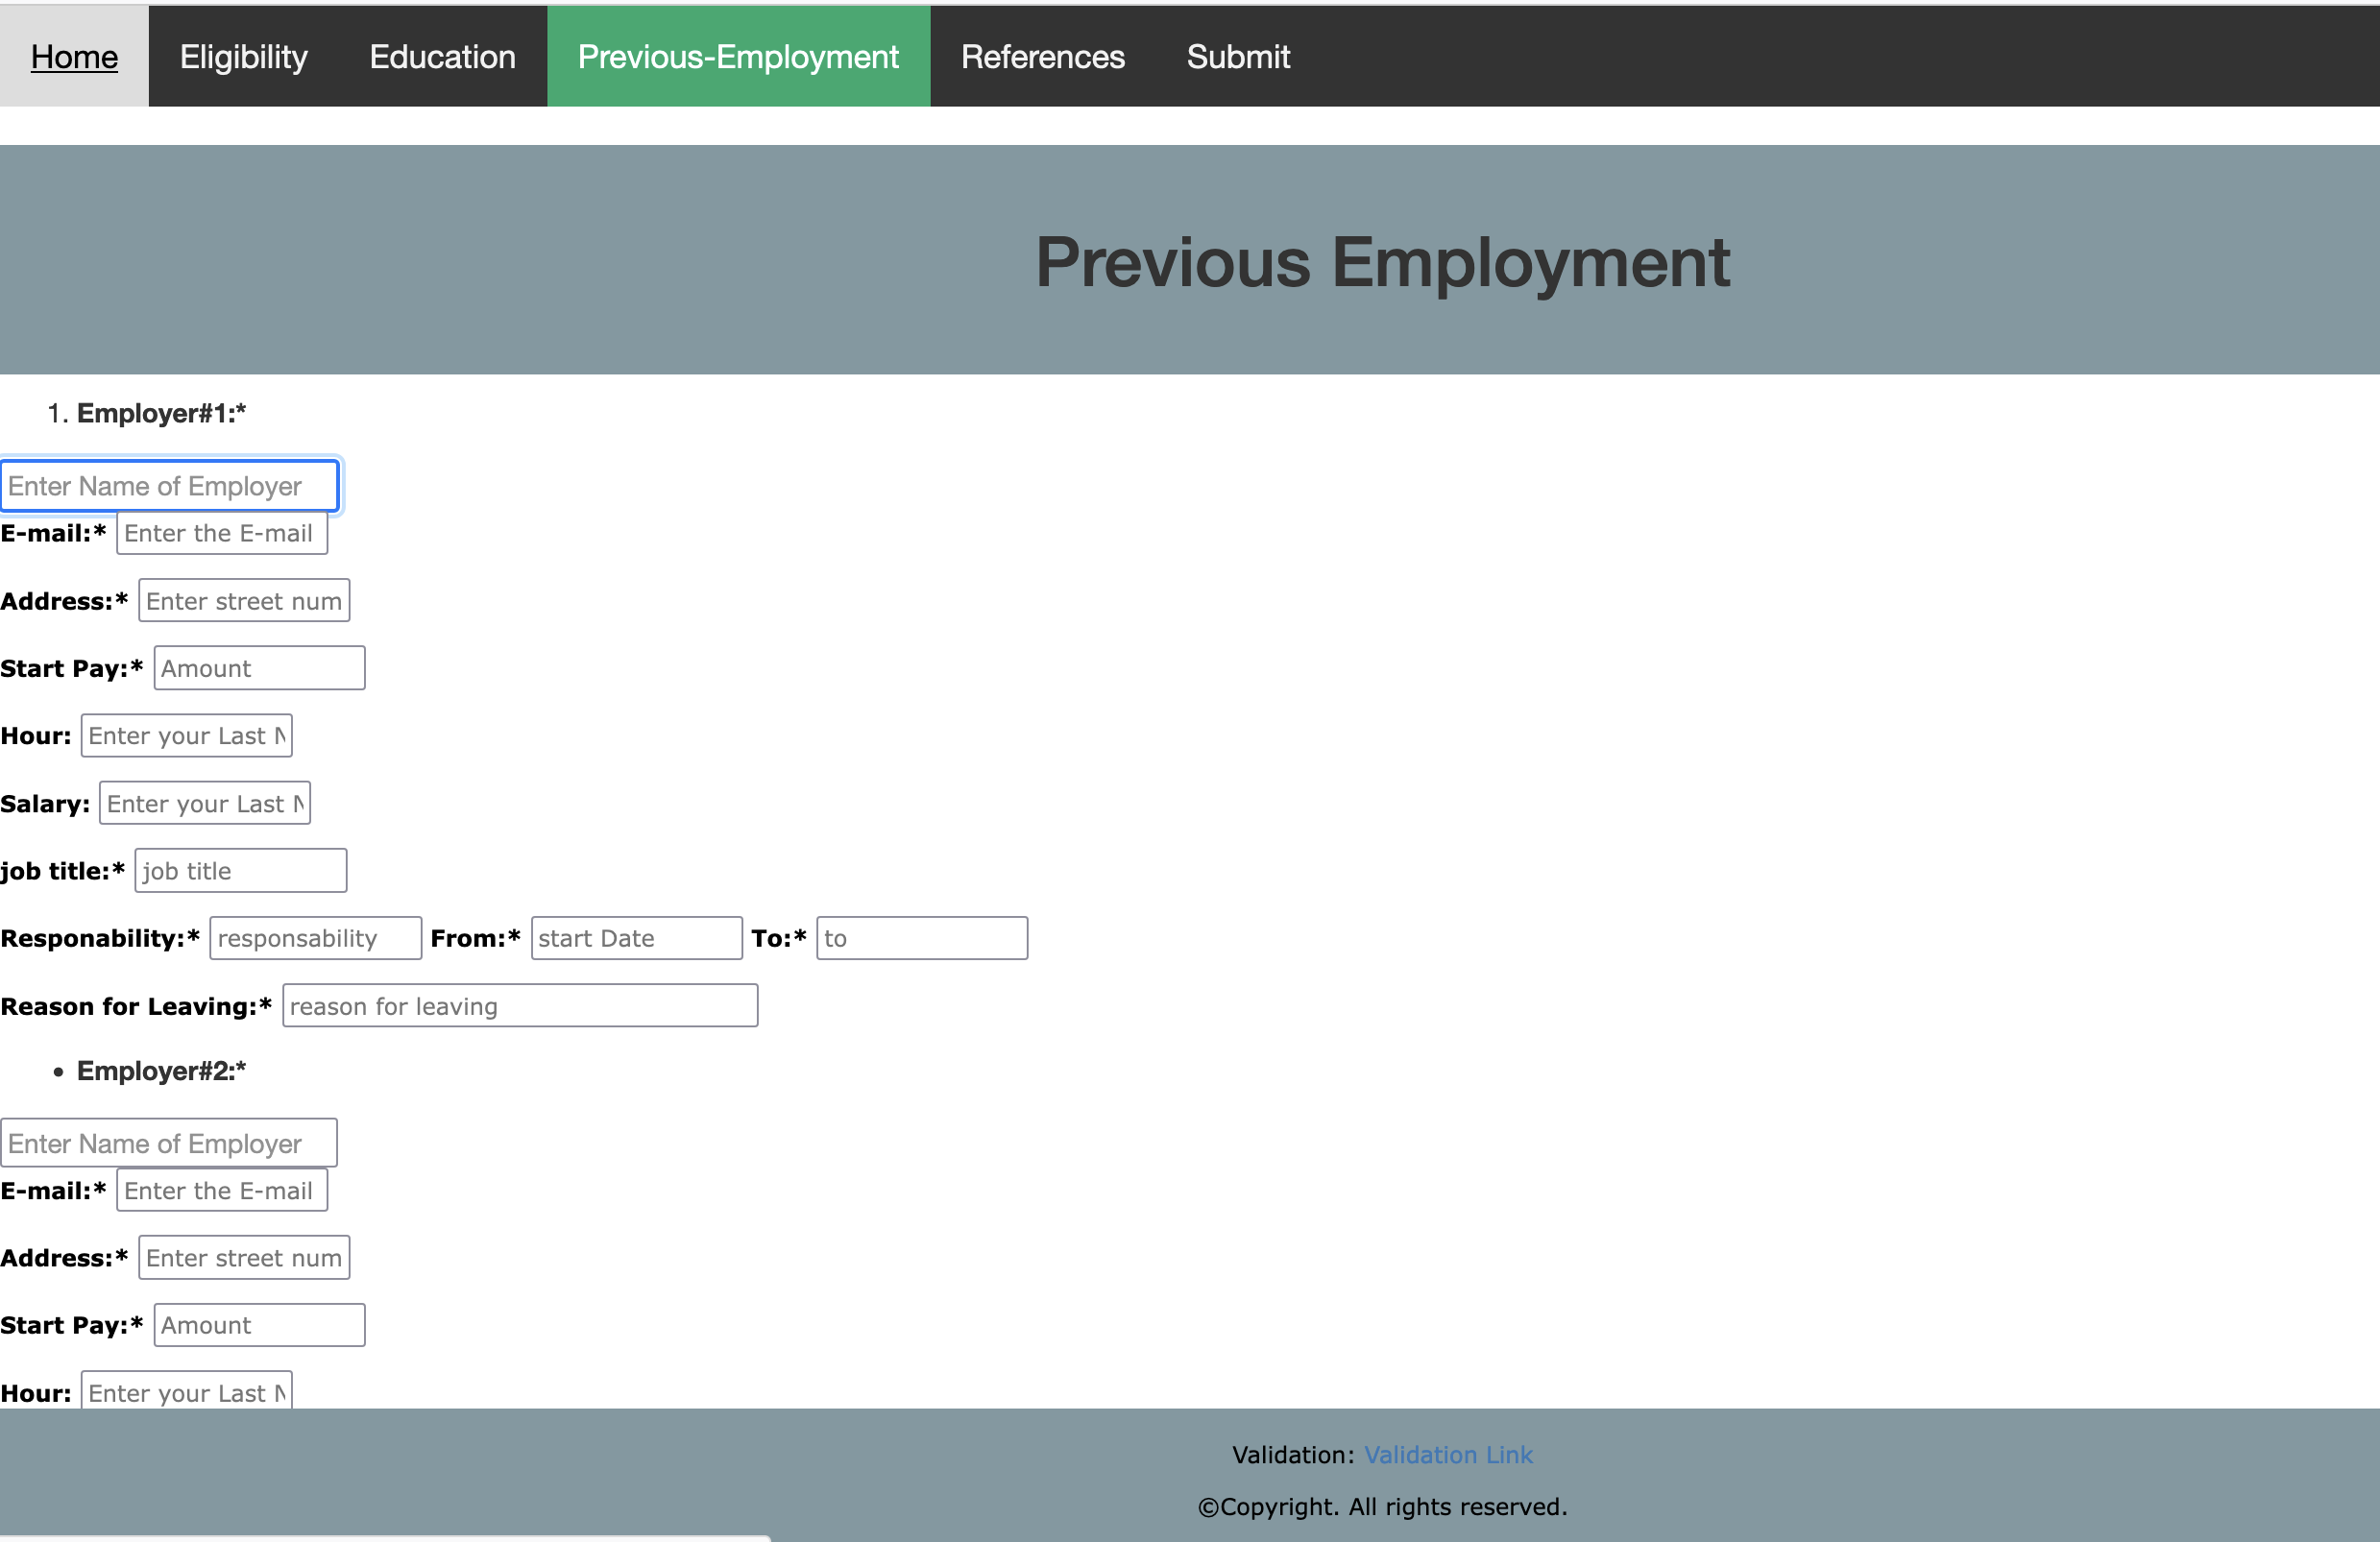 Home Eligibility Education Previous-Employment References Submit
Previous Employment
1. Employer#1:*
Enter Name of Employer
E-mail:* Enter the E-mail
Address:* Enter street num
Start Pay:* Amount
Hour: Enter your Last N
Salary: Enter your Last N
job title:* job title
Responability:* responsability From:* start Date To:* to
Reason for Leaving:* reason for leaving
• Employer#2:*
Enter Name of Employer
E-mail:* Enter the E-mail
Address:* Enter street num
Start Pay:* Amount
Hour: Enter your Last N
Validation: Validation Link
©Copyright. All rights reserved.